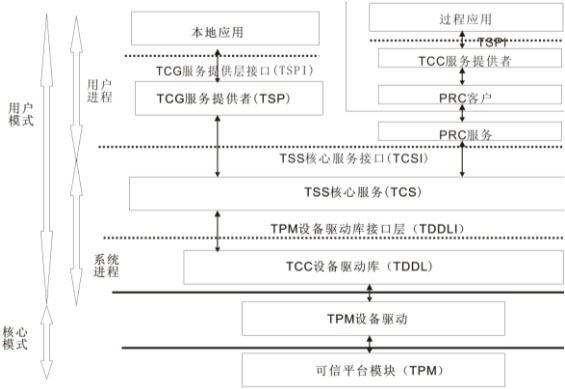 本地应用
过程应用
TSPI
TCG服务提供层接口(TSPI)
TCC服务提供者
用户
进程
TCG服务提供者(TSP)
PRC客户
用户
模式
PRC服务
TSS核心服务接口(TCSI)
TSS核心服务(TCS)
TPM设备驱动库接口层（TDDLI）
系统
进程
TCC设备驱动库（TDDL)
TPM设备驱动
核心
模式
可信平台模块（TPM）